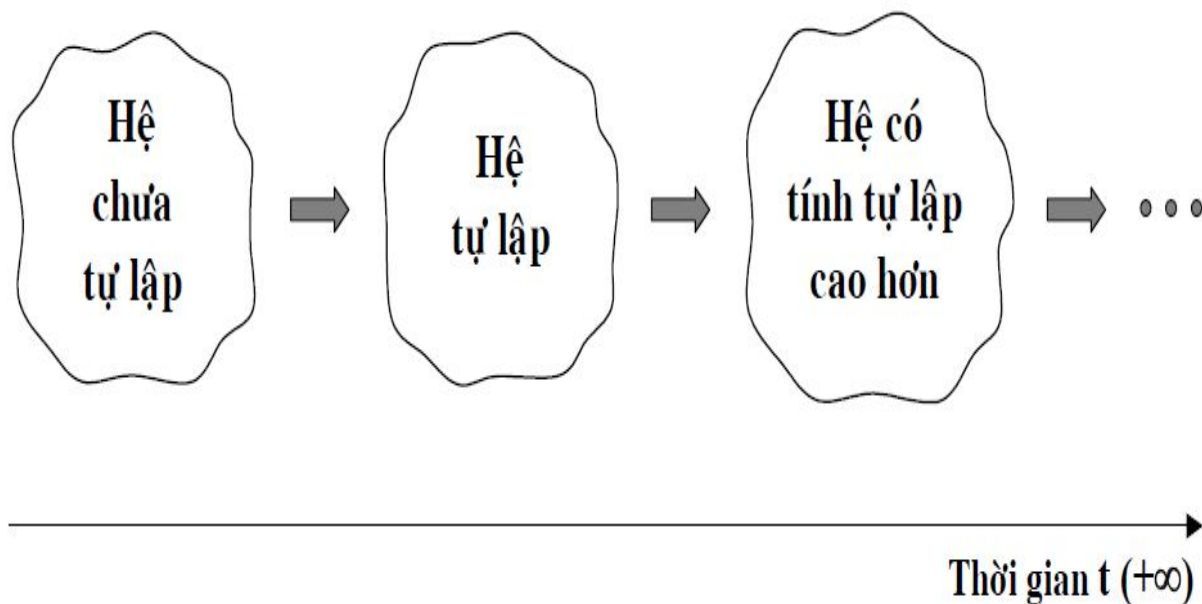 Hệ
chưa
tự lập
Hệ
tự lập
Hệ có
tính tự lập
cao hơn
Thời gian t (+∞)